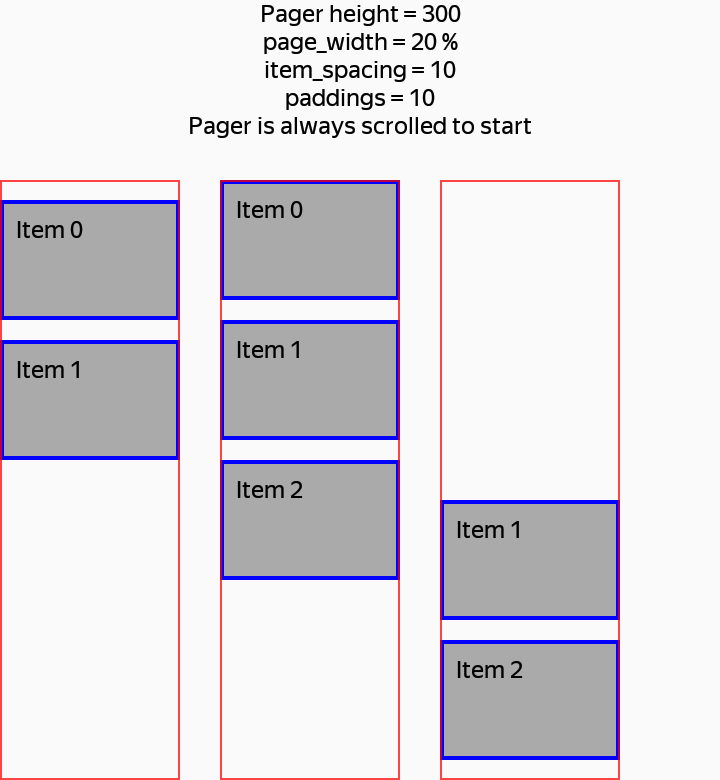 Pager height = 300
page_width = 20 %
item_spacing = 10
paddings = 10
Pager is always scrolled to start
Item 0
Item 1
Item 0
Item 1
Item 2
Item 1
Item 2